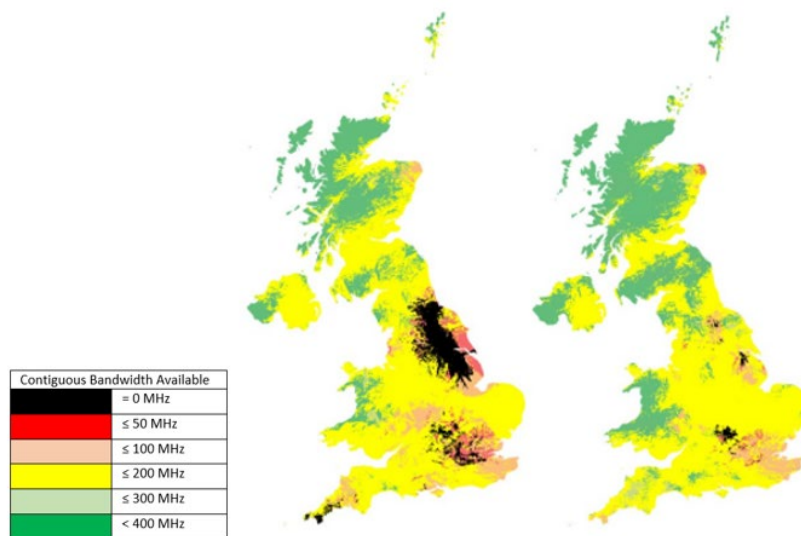 Contiguous Bandwidth Available
= 0 MHz
≤ 50 MHz
≤ 100 MHz
≤ 200 MHz
≤ 300 MHz
< 400 MHz